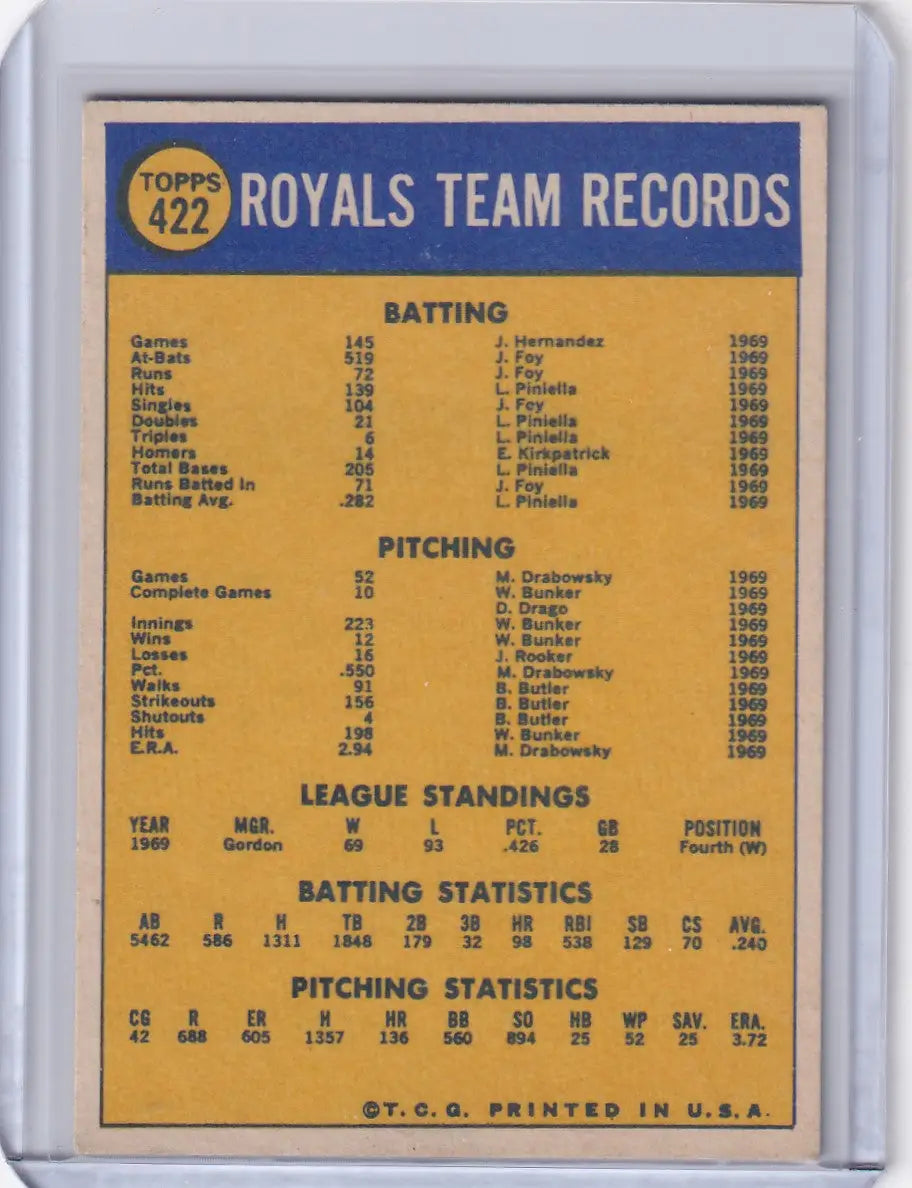 TOPPS
422
ROYALS TEAM RECORDS
BATTING
Games 145 J. Hernandez 1969
At-Bats 519 J. Foy 1969
Runs 72 J. Foy 1969
Hits 139 L. Piniella 1969
Singles 104 J. Foy 1969
Doubles 21 L. Piniella 1969
Triples 6 L. Piniella 1969
Homers 14 E. Kirkpatrick 1969
Total Bases 205 L. Piniella 1969
Runs Batted In 71 J. Foy 1969
Batting Avg. .282 L. Piniella 1969
PITCHING
Games 52 M. Drabowsky 1969
Complete Games 10 W. Bunker 1969
D. Drago 1969
Innings 223 W. Bunker 1969
Wins 12 W. Bunker 1969
Losses 16 J. Rooker 1969
Pct. .550 M. Drabowsky 1969
Walks 91 B. Butler 1969
Strikeouts 156 B. Butler 1969
Shutouts 4 B. Butler 1969
Hits 198 W. Bunker 1969
E.R.A. 2.94 M. Drabowsky 1969
LEAGUE STANDINGS
YEAR MGR. W L PCT. GB POSITION
1969 Gordon 69 93 .426 28 Fourth (W)
BATTING STATISTICS
AB R H TB 2B 3B HR RBI SB CS AVG.
5462 586 1311 1848 179 32 98 538 129 70 .240
PITCHING STATISTICS
CG R ER H HR BB SO HB WP SAV. ERA.
42 688 605 1357 136 560 894 25 52 25 3.72
©T.C.G. PRINTED IN U.S.A.